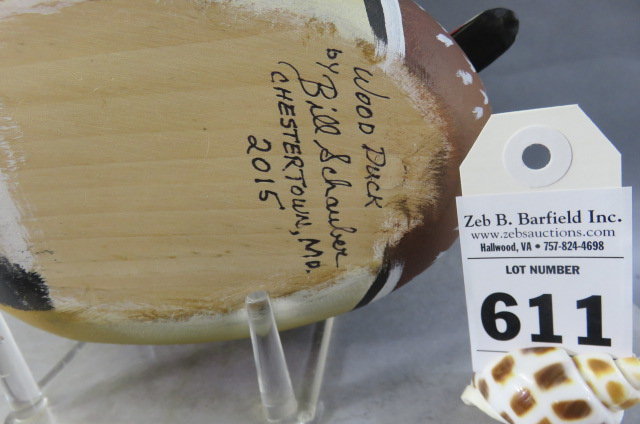 WOOD DUCK
by Bill Schauber
CHESTERTOWN, MD.
2015
Zeb B. Barfield Inc.
www.zebsauctions.com
Hallwood, VA • 757-824-4698
LOT NUMBER
611